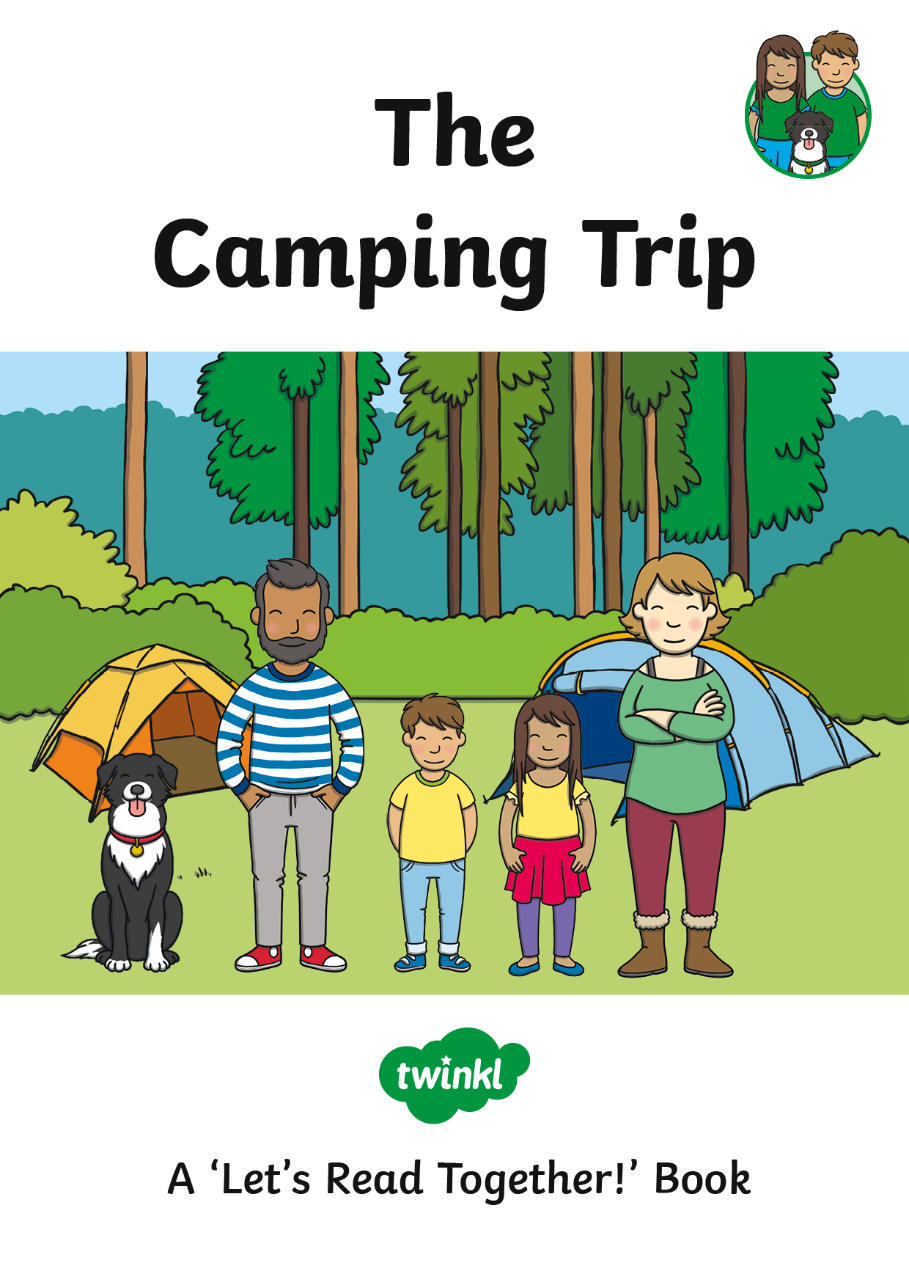 The
Camping Trip
twinkl
A ‘Let’s Read Together!’ Book